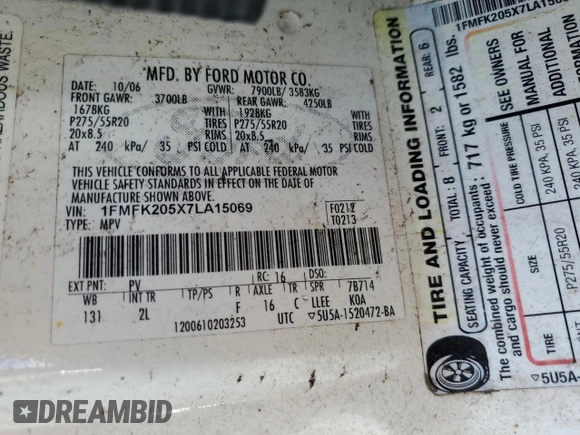 HAZARDOUS WASTE.
MFD. BY FORD MOTOR CO.
DATE: 10/06 GVWR: 7900LB/ 3583KG
FRONT GAWR: 3700LB REAR GAWR: 4250LB
1678KG WITH 1928KG WITH
P275/55R20 TIRES P275/55R20 TIRES
20x8.5 RIMS 20x8.5 RIMS
AT 240 kPa/ 35 PSI COLD AT 240 kPa/ 35 PSI COLD
THIS VEHICLE CONFORMS TO ALL APPLICABLE FEDERAL MOTOR
VEHICLE SAFETY STANDARDS IN EFFECT ON THE DATE OF
MANUFACTURE SHOWN ABOVE.
VIN: 1FMFK205X7LA15069 F0212
TYPE: MPV T0213
EXT PNT: PV RC: 16 DSO:
WB INT TR TP/PS R AXLE TR SPR 7B714
131 2L F 16 C LLEE KOA
1200610203253 UTC ▽5U5A-1520472-BA
TIRE AND LOADING INFORMATION
1FMFK205X7LA1506
SEATING CAPACITY Total : 8 FRONT: 2 REAR: 6
The combined weight of occupants : 717 kg or 1582 lbs.
and cargo should never exceed
TIRE SIZE COLD TIRE PRESSURE SEE OWNERS
P275/55R20 240 KPA, 35 PSI MANUAL FOR
240 KPA, 35 PSI ADDITIONAL
▽5U5A-
DREAMBID